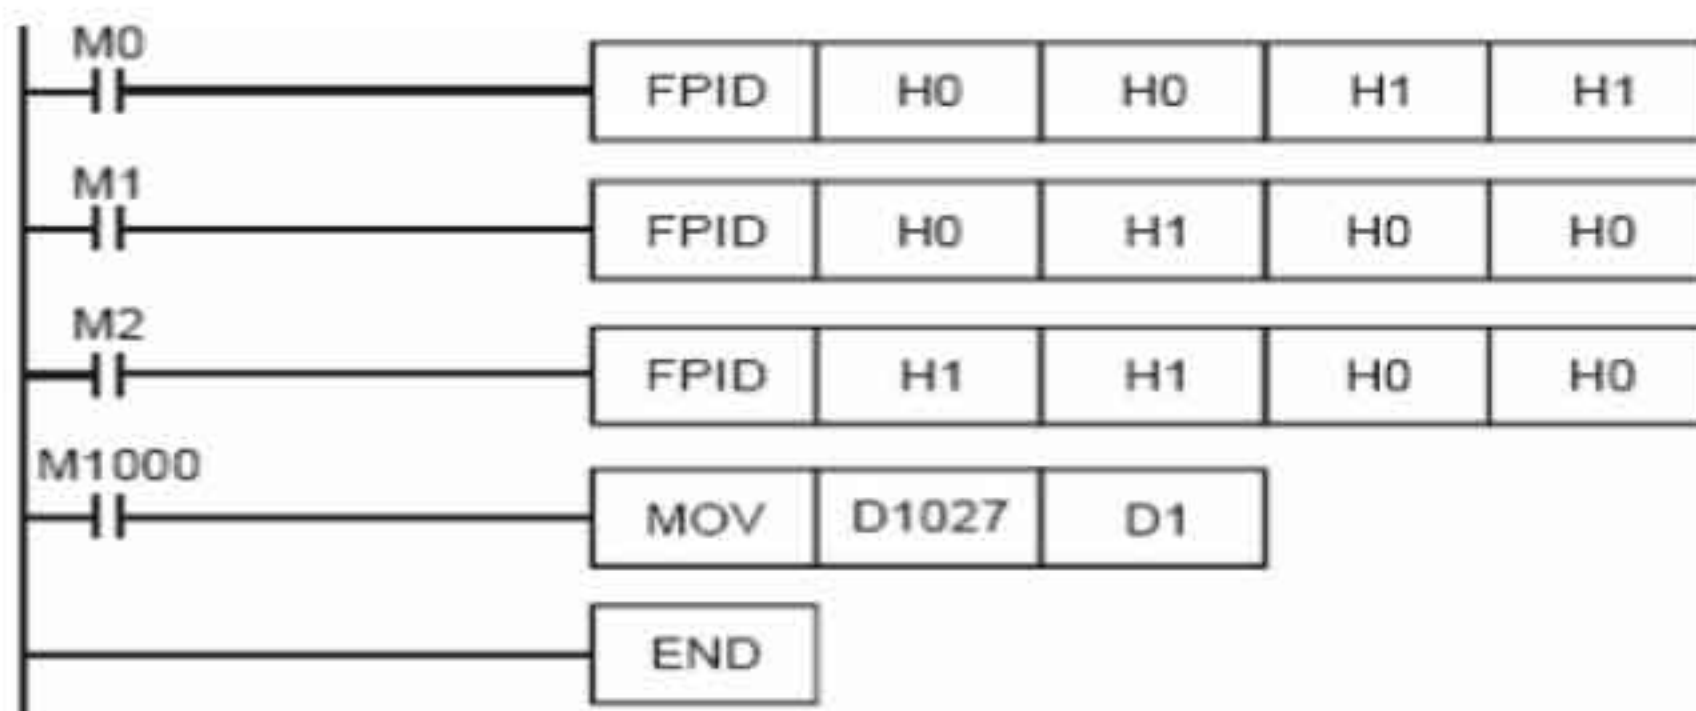 M0
FPID H0 H0 H1 H1
M1
FPID H0 H1 H0 H0
M2
FPID H1 H1 H0 H0
M1000
MOV D1027 D1
END